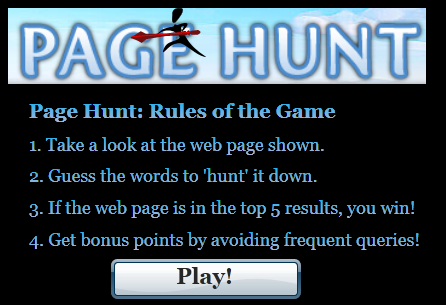 PAGE HUNT
Page Hunt: Rules of the Game
1. Take a look at the web page shown.
2. Guess the words to 'hunt' it down.
3. If the web page is in the top 5 results, you win!
4. Get bonus points by avoiding frequent queries!
Play!